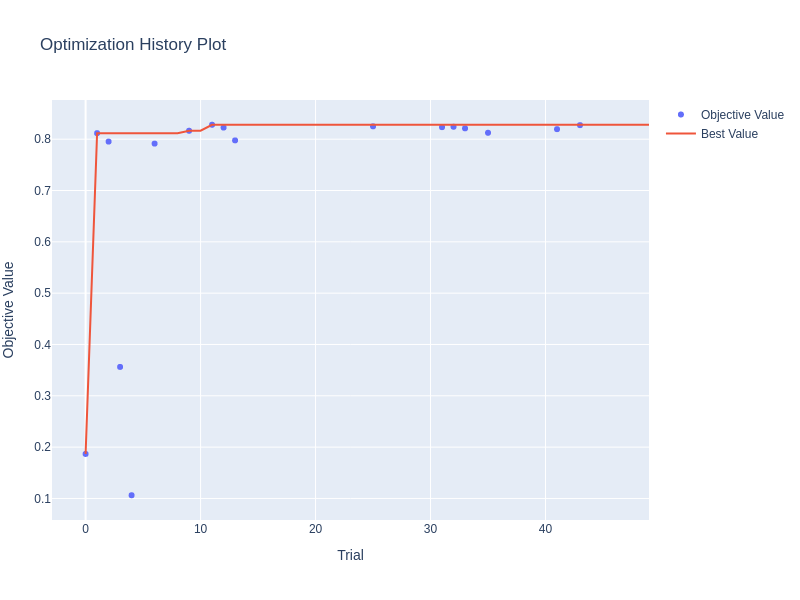 Optimization History Plot
Objective Value
Best Value
0.8
0.7
0.6
0.5
0.4
0.3
0.2
0.1
Objective Value
0
10
20
30
40
Trial